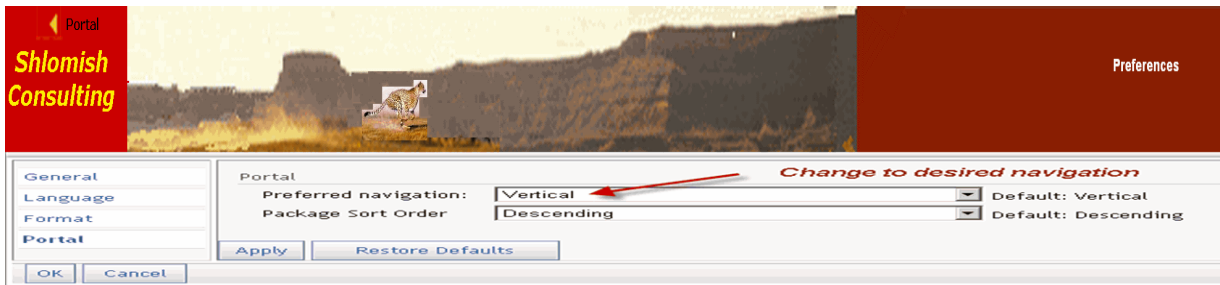 Portal
Shlomish
Consulting
Preferences
General
Language
Format
Portal
Portal
Change to desired navigation
Preferred navigation: Vertical Default: Vertical
Package Sort Order Descending Default: Descending
Apply Restore Defaults
OK Cancel